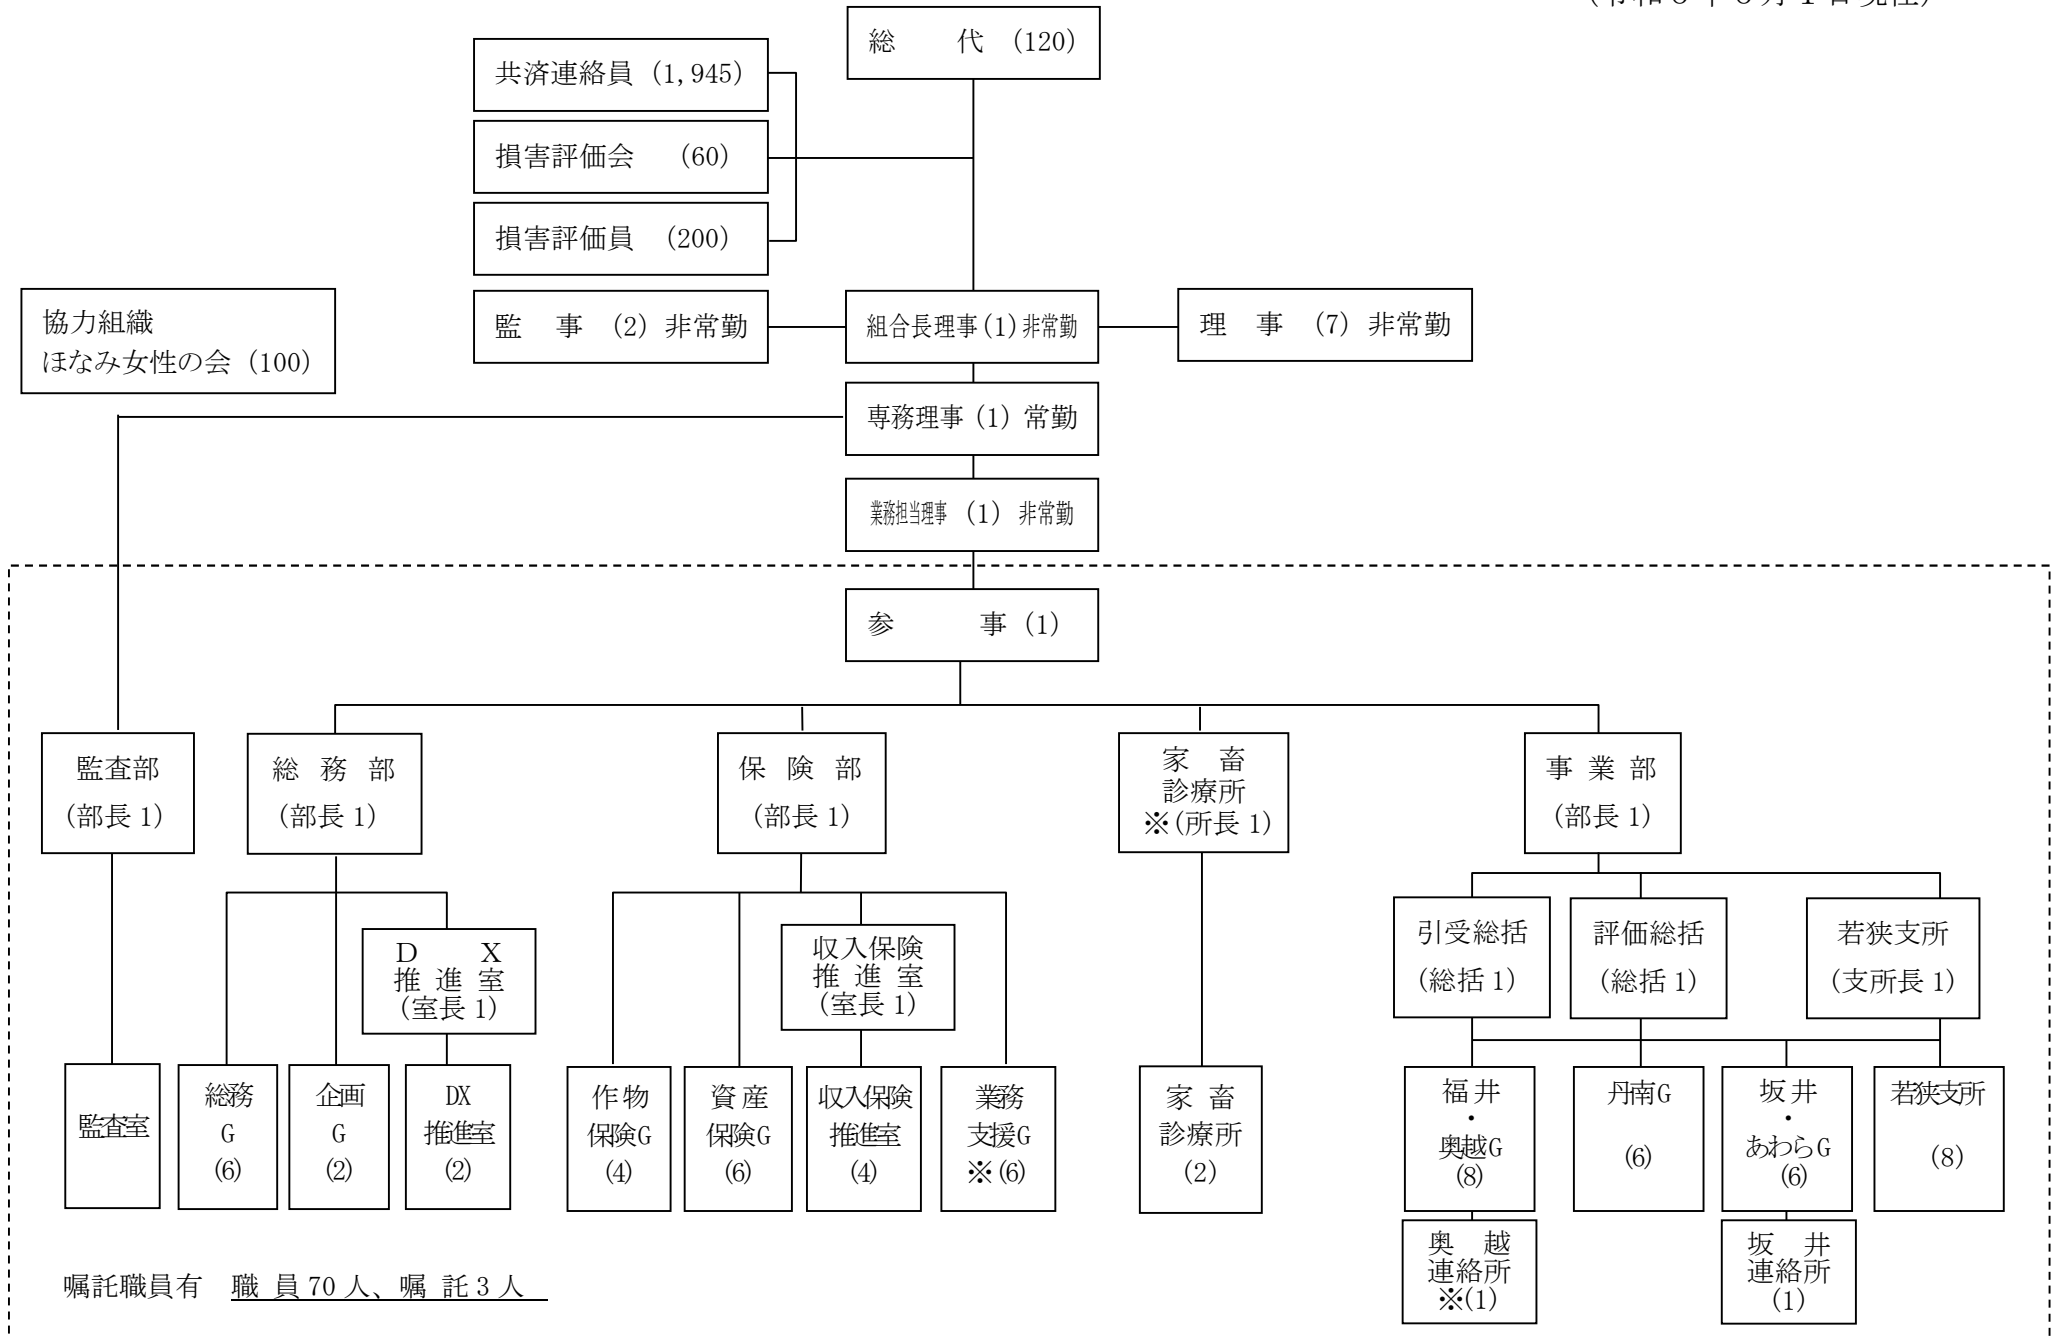 総　代 (120)
共済連絡員 (1,945)
損害評価会 (60)
損害評価員 (200)
協力組織
ほなみ女性の会 (100)
監　事 (2) 非常勤
組合長理事(1)非常勤
理　事 (7) 非常勤
専務理事 (1) 常勤
業務担当理事 (1) 非常勤
参　事 (1)
監査部
(部長 1)
総 務 部
(部長 1)
保 険 部
(部長 1)
家　畜
診療所
※(所長 1)
事 業 部
(部長 1)
D　X
推 進 室
(室長 1)
収入保険
推 進 室
(室長 1)
引受総括
(総括 1)
評価総括
(総括 1)
若狭支所
(支所長 1)
監査室
総務
G
(6)
企画
G
(2)
DX
推進室
(2)
作物
保険G
(4)
資産
保険G
(6)
収入保険
推進室
(4)
業務
支援G
※(6)
家 畜
診療所
(2)
福井
・
奥越G
(8)
丹南G
(6)
坂井
・
あわらG
(6)
若狭支所
(8)
奥　越
連絡所
※(1)
坂　井
連絡所
(1)
嘱託職員有　職 員 70 人、嘱 託 3 人